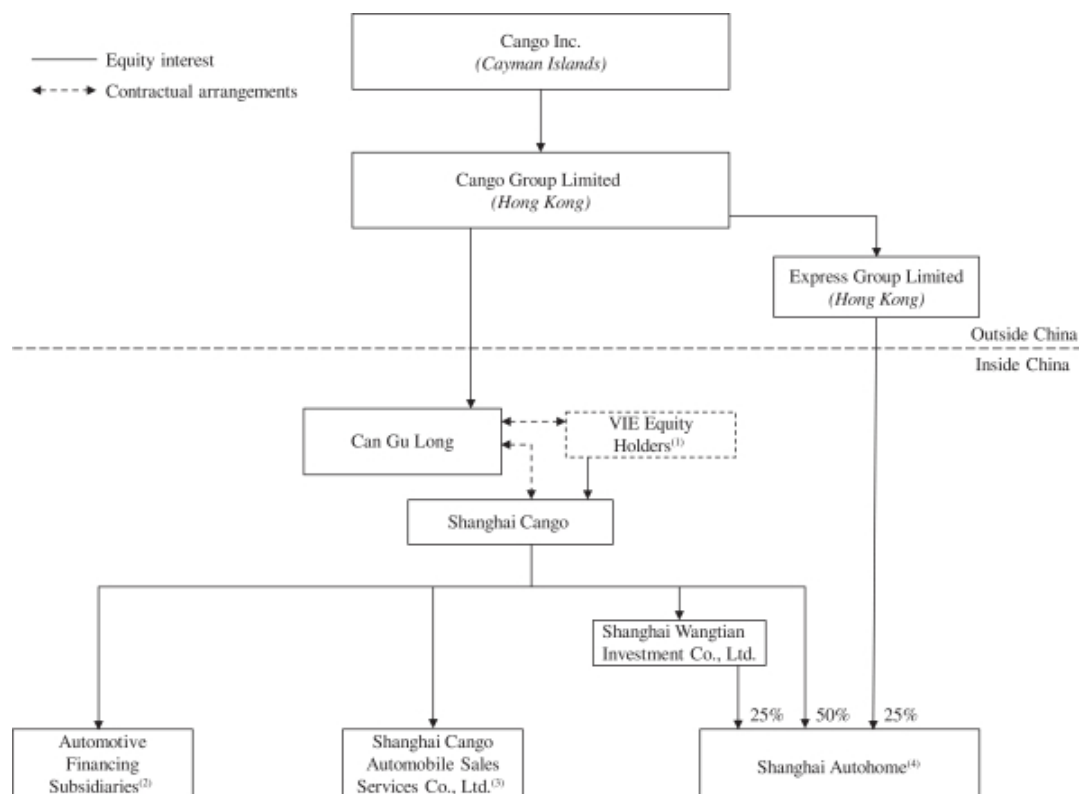 Cango Inc.
(Cayman Islands)
Equity interest
Contractual arrangements
Cango Group Limited
(Hong Kong)
Express Group Limited
(Hong Kong)
Outside China
Inside China
Can Gu Long
VIE Equity
Holders(1)
Shanghai Cango
Shanghai Wangtian
Investment Co., Ltd.
25%
50%
25%
Automotive
Financing
Subsidiaries(2)
Shanghai Cango
Automobile Sales
Services Co., Ltd.(3)
Shanghai Autohome(4)